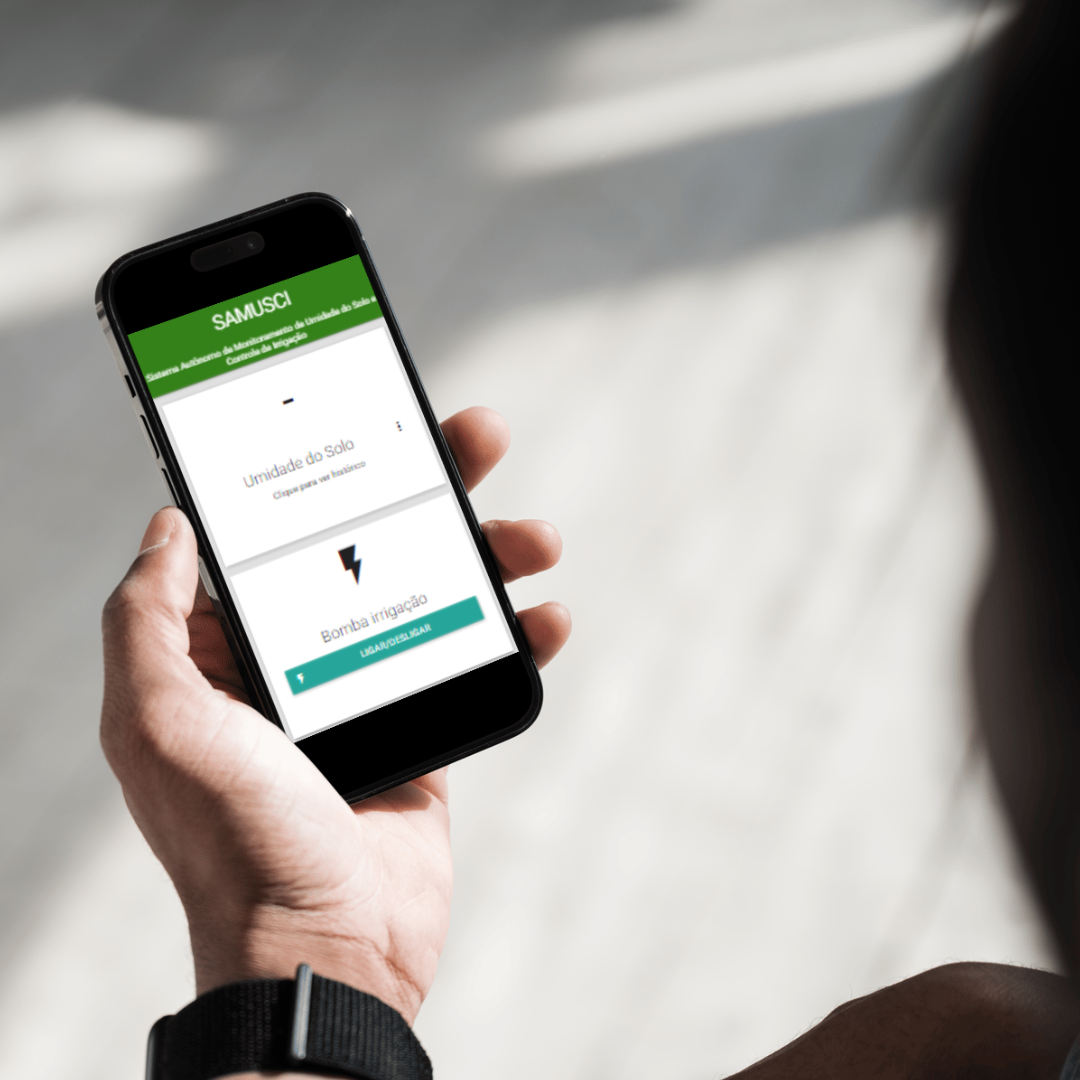 SAMUSCI
Sistema Autônomo de Monitoramento de Umidade do Solo e
Controle de Irrigação
-
Umidade do Solo
Clique para ver histórico
Bomba irrigação
LIGAR/DESLIGAR